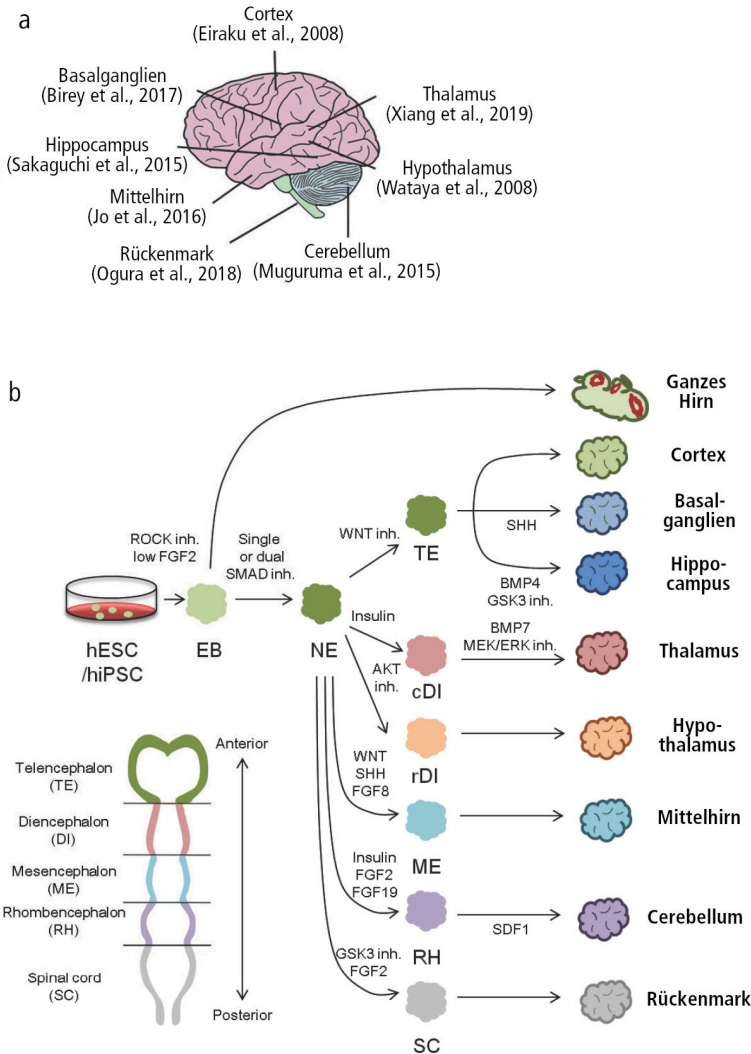 a
Cortex
(Eiraku et al., 2008)
Basalganglien
(Birey et al., 2017)
Thalamus
(Xiang et al., 2019)
Hippocampus
(Sakaguchi et al., 2015)
Hypothalamus
(Wataya et al., 2008)
Mittelhirn
(Jo et al., 2016)
Rückenmark
(Ogura et al., 2018)
Cerebellum
(Muguruma et al., 2015)
b
Ganzes
Hirn
Cortex
Basal-
ganglien
Hippo-
campus
Thalamus
Hypo-
thalamus
Mittelhirn
Cerebellum
Rückenmark
ROCK inh.
low FGF2
Single
or dual
SMAD inh.
WNT inh.
TE
SHH
BMP4
GSK3 inh.
hESC
/hiPSC
EB
NE
Insulin
AKT
inh.
cDI
BMP7
MEK/ERK inh.
rDI
WNT
SHH
FGF8
ME
Insulin
FGF2
FGF19
RH
SDF1
GSK3 inh.
FGF2
SC
Anterior
Telencephalon
(TE)
Diencephalon
(DI)
Mesencephalon
(ME)
Rhombencephalon
(RH)
Spinal cord
(SC)
Posterior